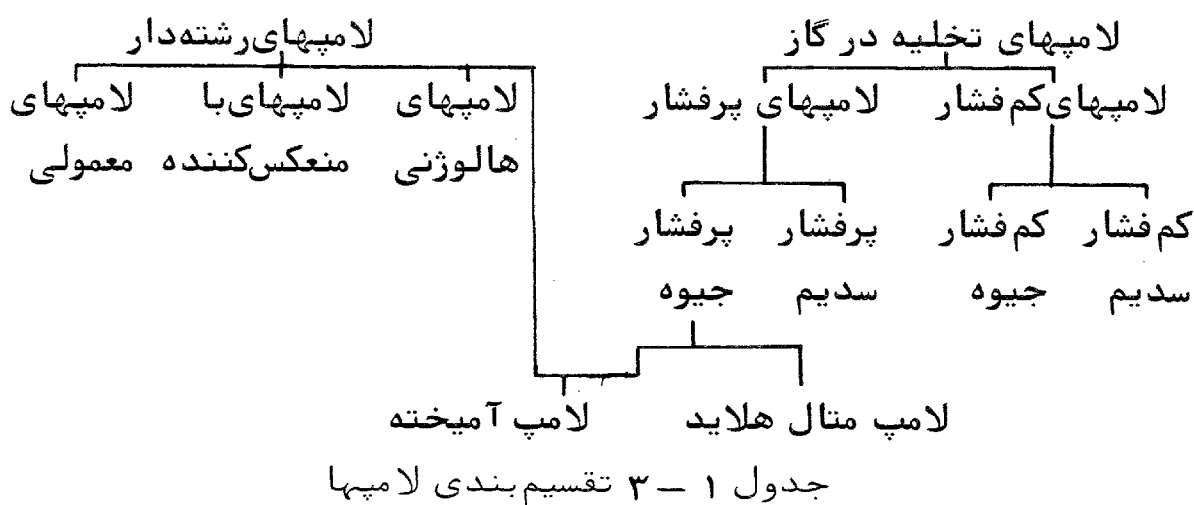 لامپهای تخلیه در گاز لامپهای رشته‌دار
لامپهای کم‌فشار لامپهای پرفشار لامپهای لامپهای با لامپهای
هالوژنی منعکس‌کننده معمولی
کم‌فشار کم‌فشار پرفشار پرفشار
سدیم جیوه سدیم جیوه
لامپ متال هلاید لامپ آمیخته
جدول ۱ – ۳ تقسیم‌بندی لامپها